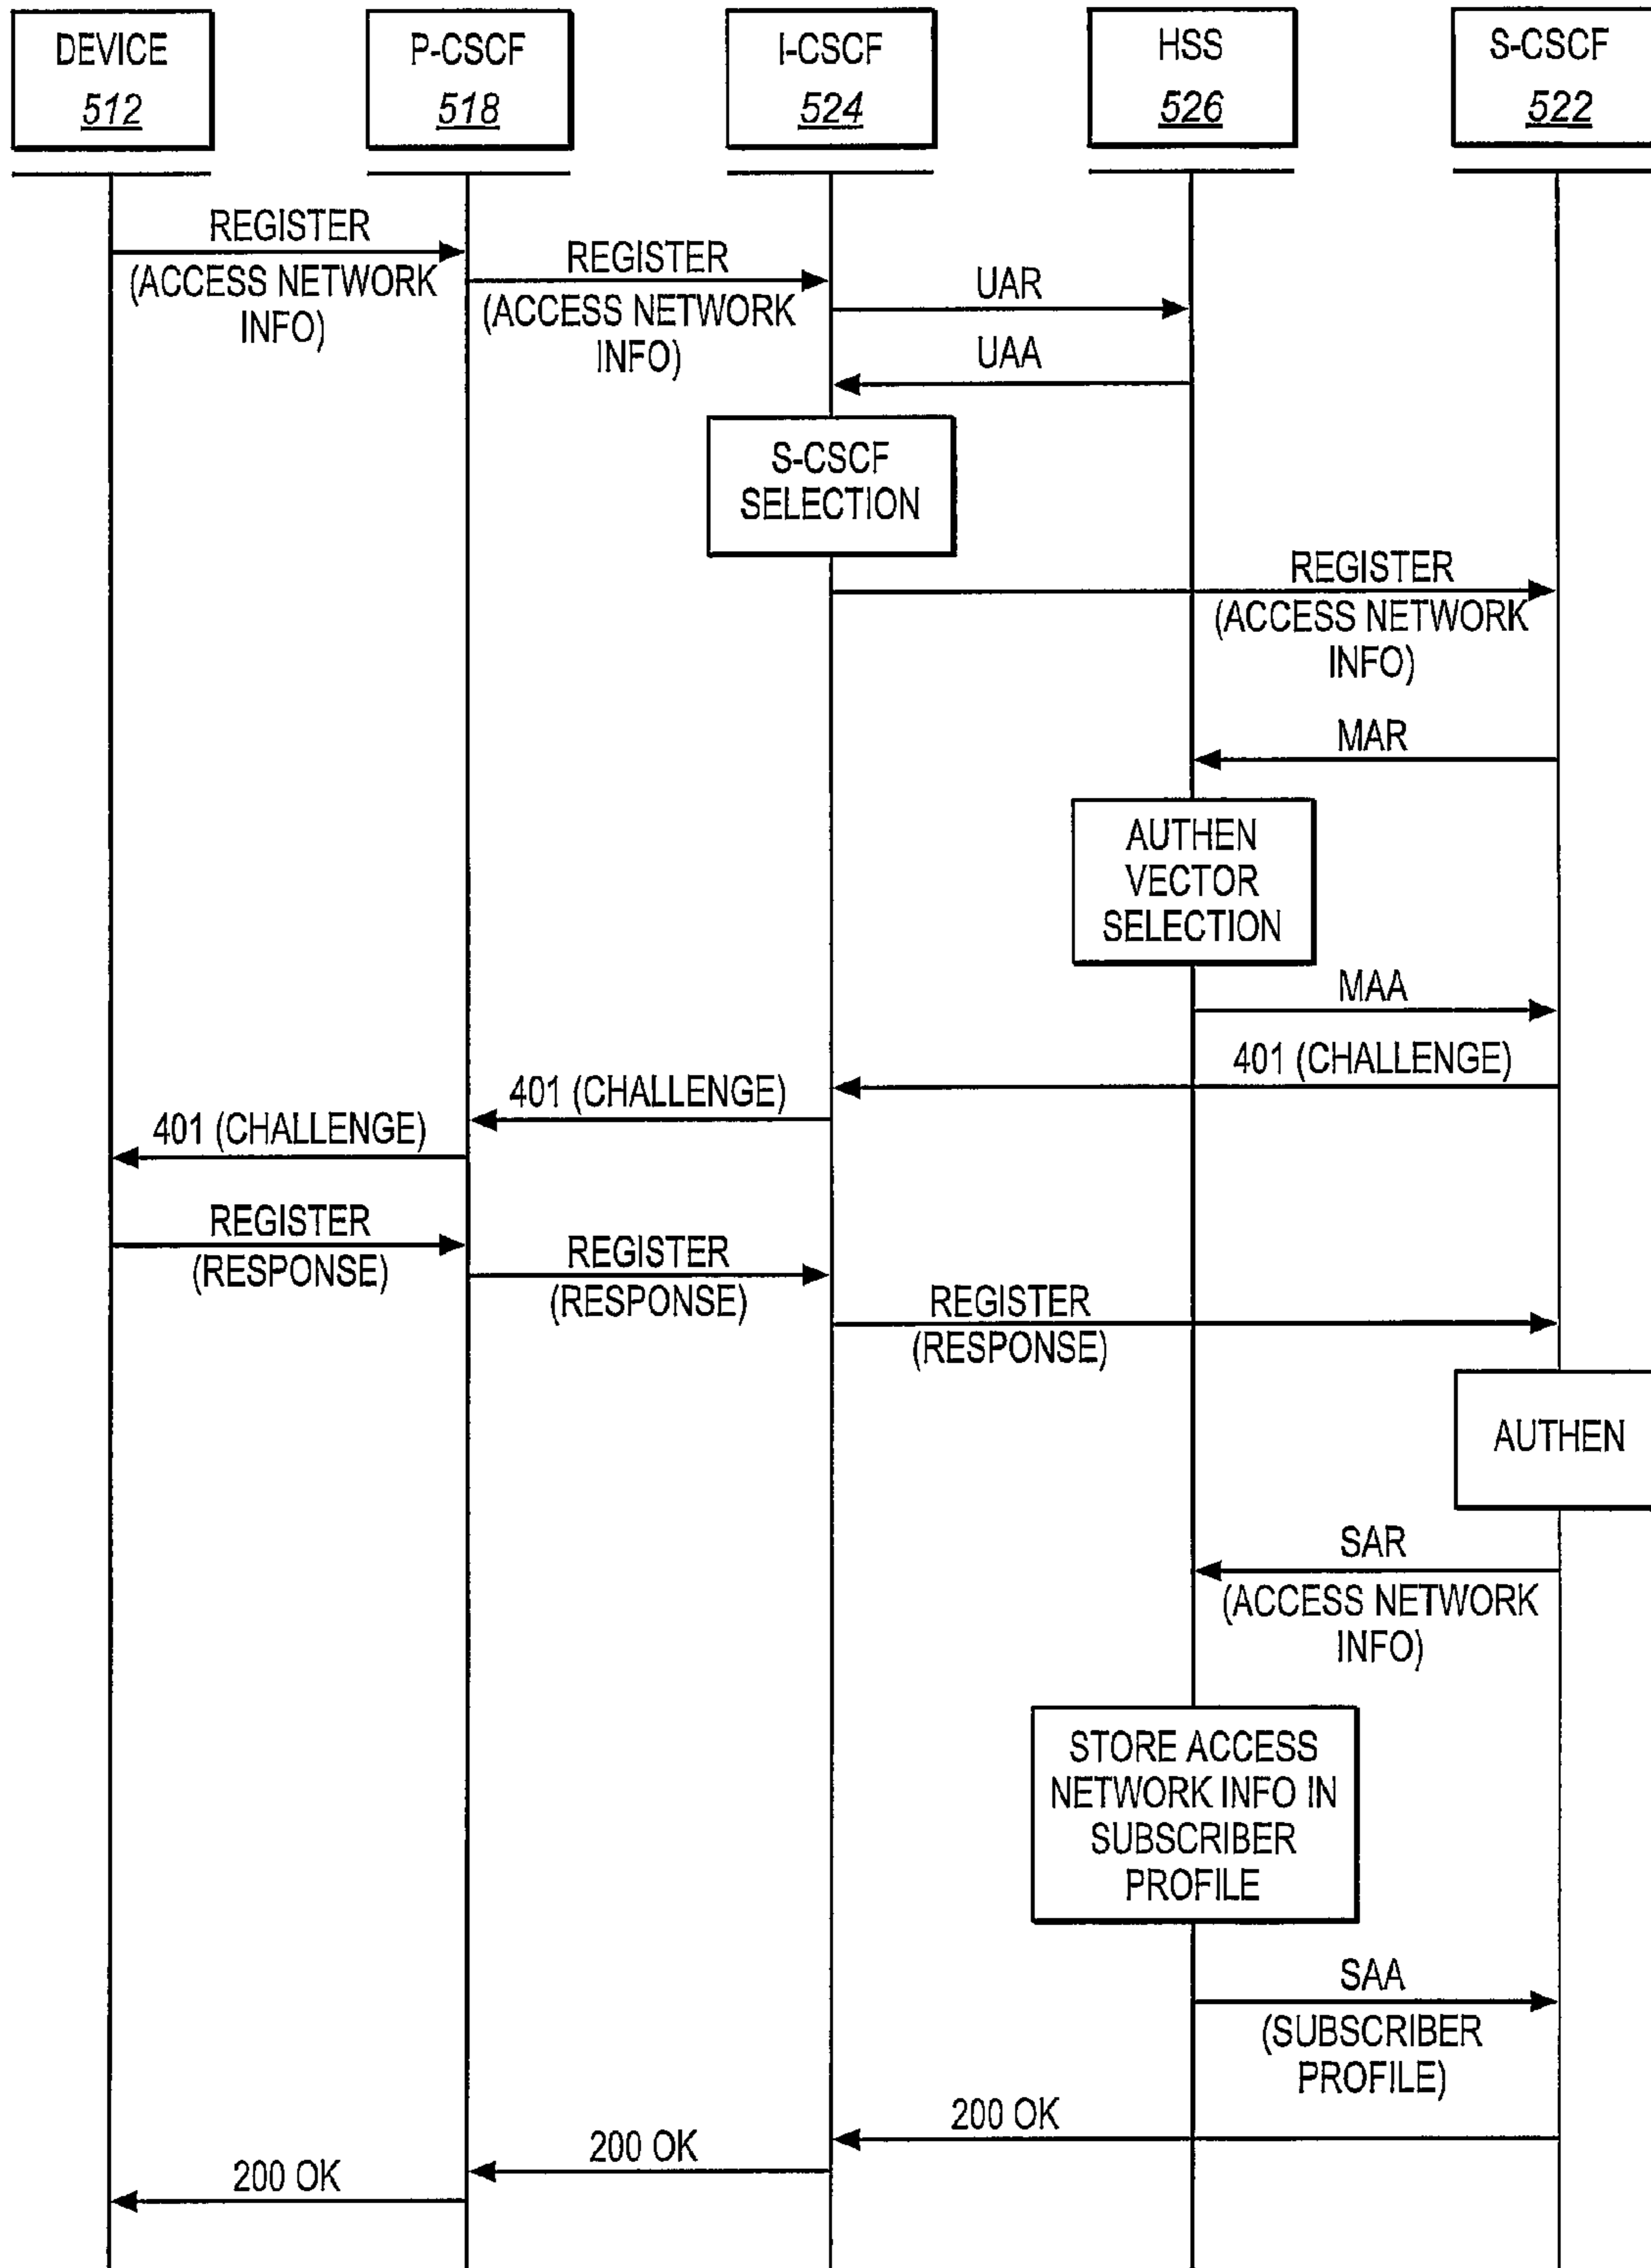 DEVICE
512
P-CSCF
518
I-CSCF
524
HSS
526
S-CSCF
522
REGISTER
(ACCESS NETWORK
INFO)
REGISTER
(ACCESS NETWORK
INFO)
UAR
UAA
S-CSCF
SELECTION
REGISTER
(ACCESS NETWORK
INFO)
MAR
AUTHEN
VECTOR
SELECTION
MAA
401 (CHALLENGE)
401 (CHALLENGE)
401 (CHALLENGE)
REGISTER
(RESPONSE)
REGISTER
(RESPONSE)
REGISTER
(RESPONSE)
AUTHEN
SAR
(ACCESS NETWORK
INFO)
STORE ACCESS
NETWORK INFO IN
SUBSCRIBER
PROFILE
SAA
(SUBSCRIBER
PROFILE)
200 OK
200 OK
200 OK